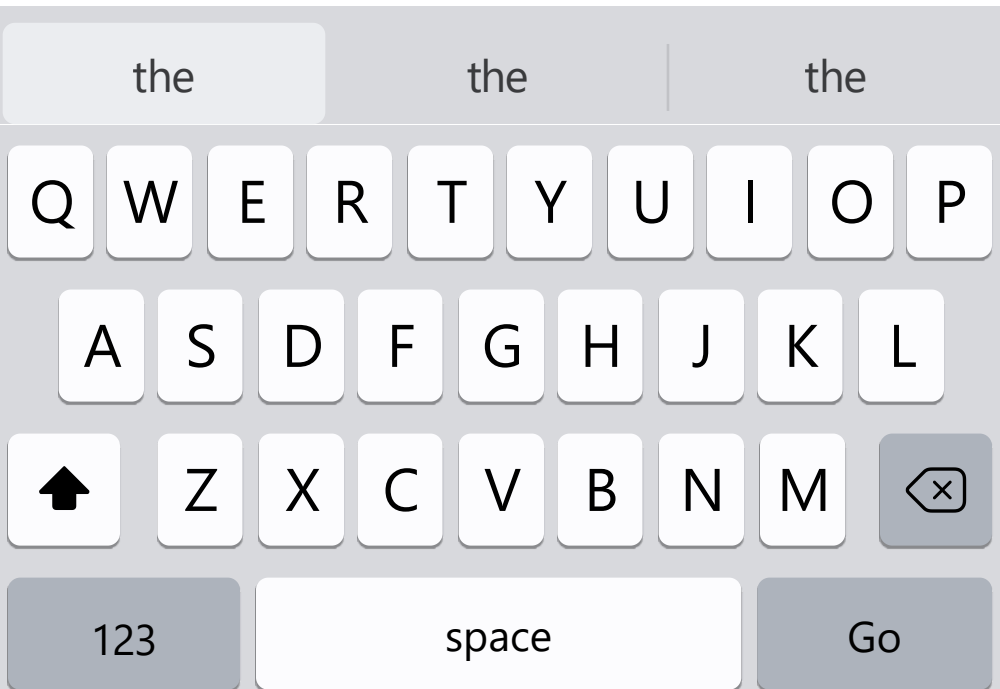 the the the
Q W E R T Y U I O P
A S D F G H J K L
Z X C V B N M
123 space Go